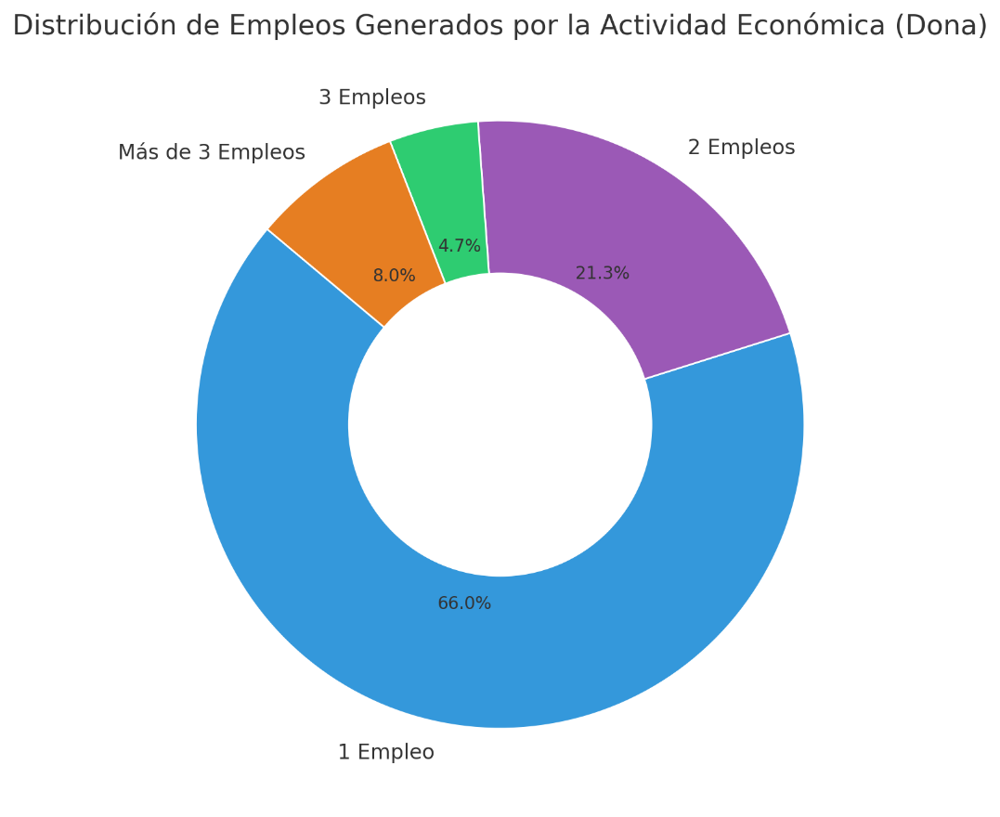 Distribución de Empleos Generados por la Actividad Económica (Dona)
3 Empleos
Más de 3 Empleos
2 Empleos
4.7%
8.0%
21.3%
66.0%
1 Empleo